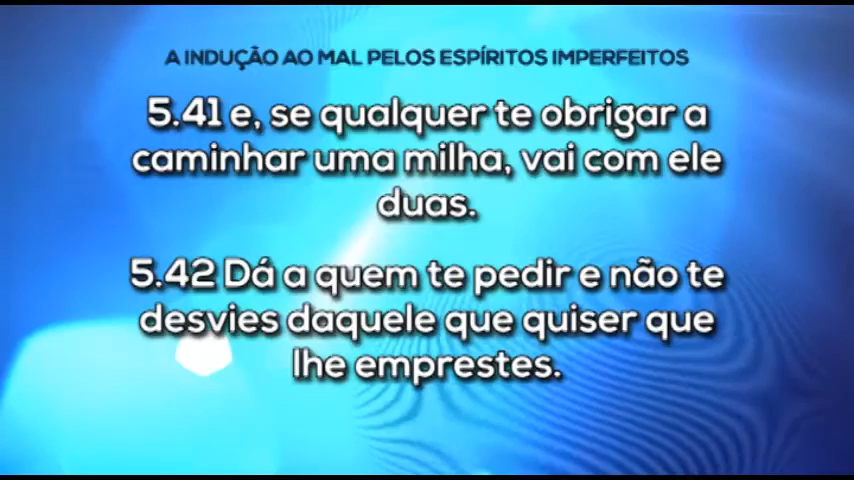 A INDUÇÃO AO MAL PELOS ESPÍRITOS IMPERFEITOS
5.41 e, se qualquer te obrigar a
caminhar uma milha, vai com ele
duas.
5.42 Dá a quem te pedir e não te
desvies daquele que quiser que
lhe emprestes.